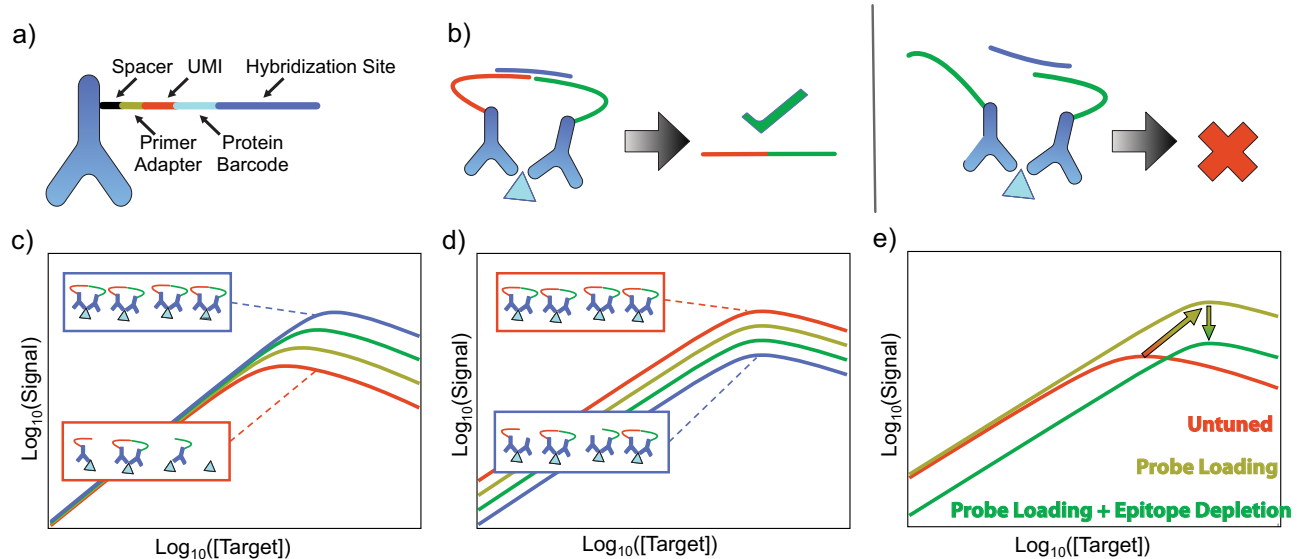 a)
Spacer
UMI
Hybridization Site
Primer
Adapter
Protein
Barcode
b)
c)
Log10(Signal)
Log10([Target])
d)
Log10(Signal)
Log10([Target])
e)
Log10(Signal)
Untuned
Probe Loading
Probe Loading + Epitope Depletion
Log10([Target])